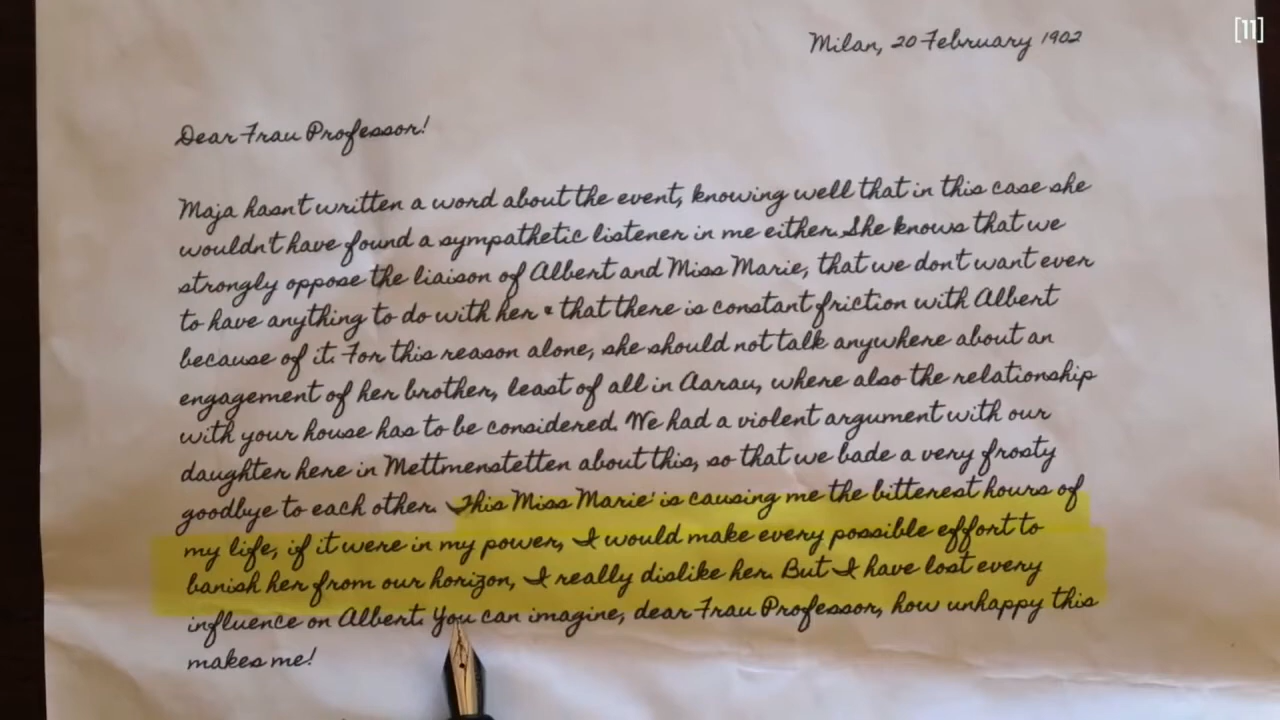 [11]
Milan, 20 February 1902
Dear Frau Professor!
Maja hasn't written a word about the event, knowing well that in this case she
wouldn't have found a sympathetic listener in me either. She knows that we
strongly oppose the liaison of Albert and Miss Marie, that we don't want ever
to have anything to do with her & that there is constant friction with Albert
because of it. For this reason alone, she should not talk anywhere about an
engagement of her brother, least of all in Aarau, where also the relationship
with your house has to be considered. We had a violent argument with our
daughter here in Mettmenstetten about this, so that we bade a very frosty
goodbye to each other. This Miss Marie' is causing me the bitterest hours of
my life, if it were in my power, I would make every possible effort to
banish her from our horizon, I really dislike her. But I have lost every
influence on Albert. You can imagine, dear Frau Professor, how unhappy this
makes me!